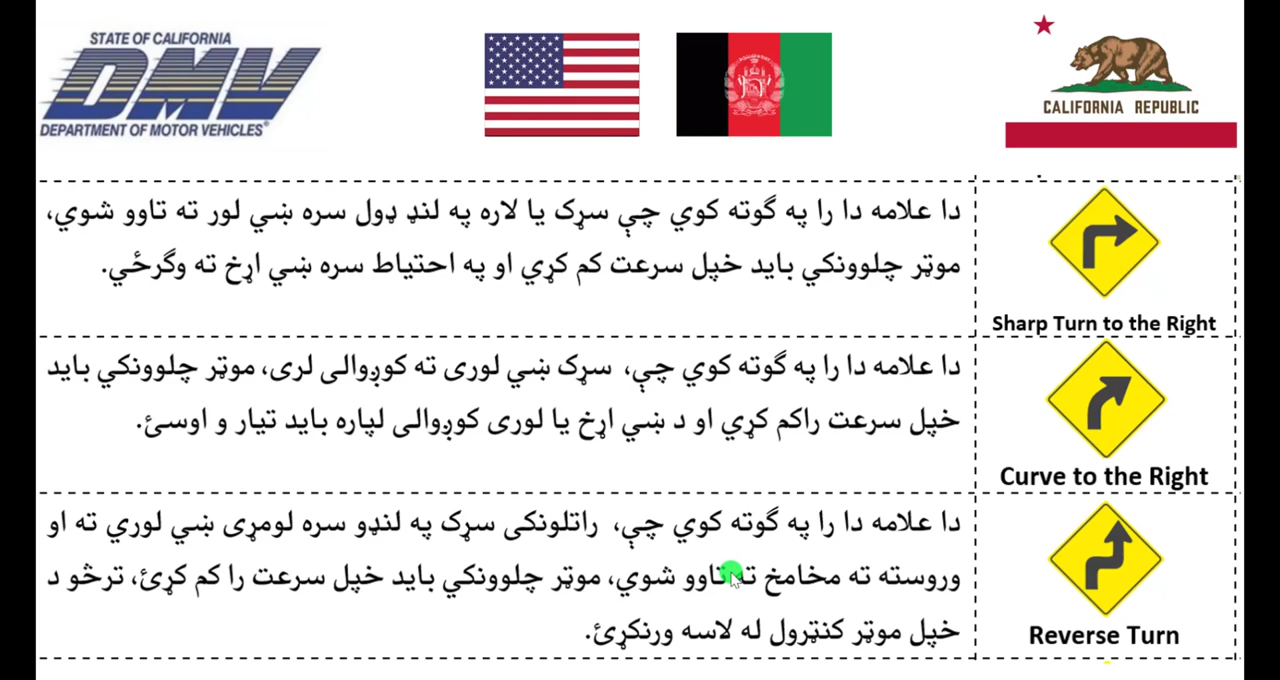 STATE OF CALIFORNIA
DMV
DEPARTMENT OF MOTOR VEHICLES®
CALIFORNIA REPUBLIC
دا علامه دا را په گوته کوي چې سړک یا لاره په لنډ ډول سره ښي لور ته تاوو شوي،
موټر چلوونکي باید خپل سرعت کم کړي او په احتیاط سره ښي اړخ ته وگرځي.
Sharp Turn to the Right
دا علامه دا را په گوته کوي چې، سړک ښي لوری ته کوږوالی لری، موټر چلوونکي باید
خپل سرعت راکم کړي او د ښي اړخ یا لوری کوږوالی لپاره باید تیار و اوسئ.
Curve to the Right
دا علامه دا را په گوته کوي چې، راتلونکی سړک په لنډو سره لومړی ښي لوري ته او
وروسته ته مخامخ ته تاوو شوي، موټر چلوونکي باید خپل سرعت را کم کړئ، ترڅو د
خپل موټر کنټرول له لاسه ورنکړئ.
Reverse Turn